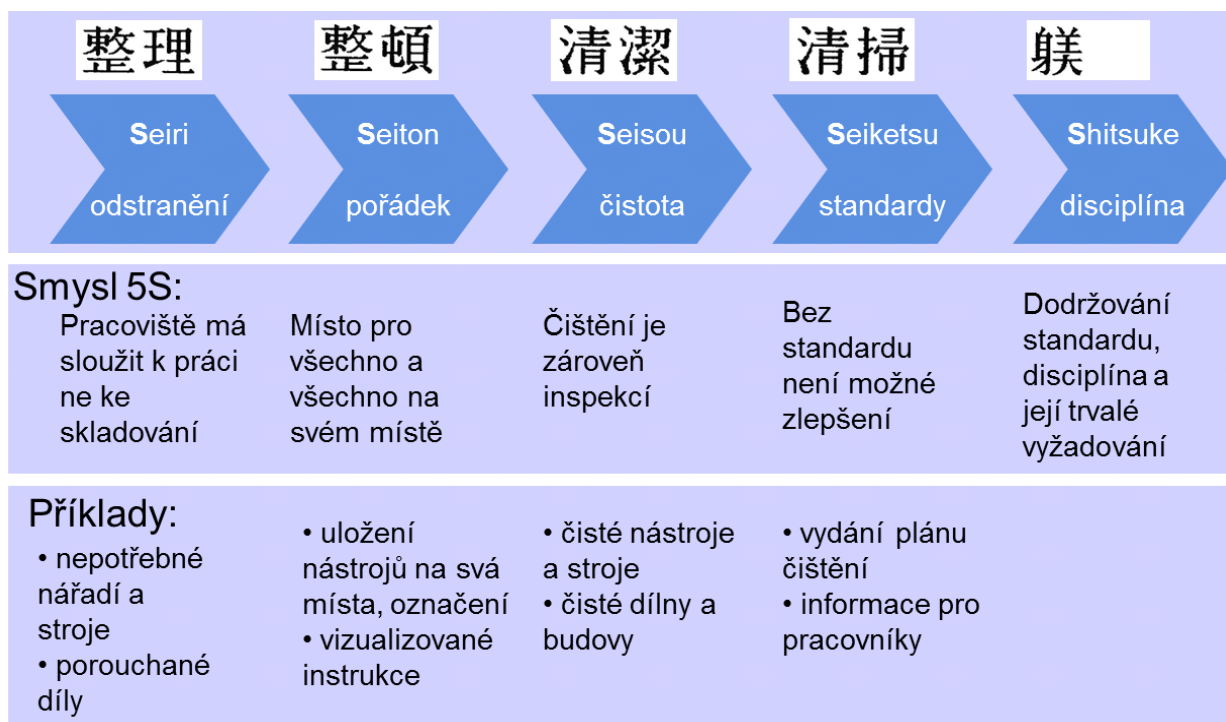 整理
整頓
清潔
清掃
躾
Seiri
odstranění
Seiton
pořádek
Seisou
čistota
Seiketsu
standardy
Shitsuke
disciplína
Smysl 5S:
Pracoviště má
sloužit k práci
ne ke
skladování
Místo pro
všechno a
všechno na
svém místě
Čištění je
zároveň
inspekcí
Bez
standardu
není možné
zlepšení
Dodržování
standardu,
disciplína a
její trvalé
vyžadování
Příklady:
• nepotřebné
nářadí a
stroje
• porouchané
díly
• uložení
nástrojů na svá
místa, označení
• vizualizované
instrukce
• čisté nástroje
a stroje
• čisté dílny a
budovy
• vydání plánu
čištění
• informace pro
pracovníky